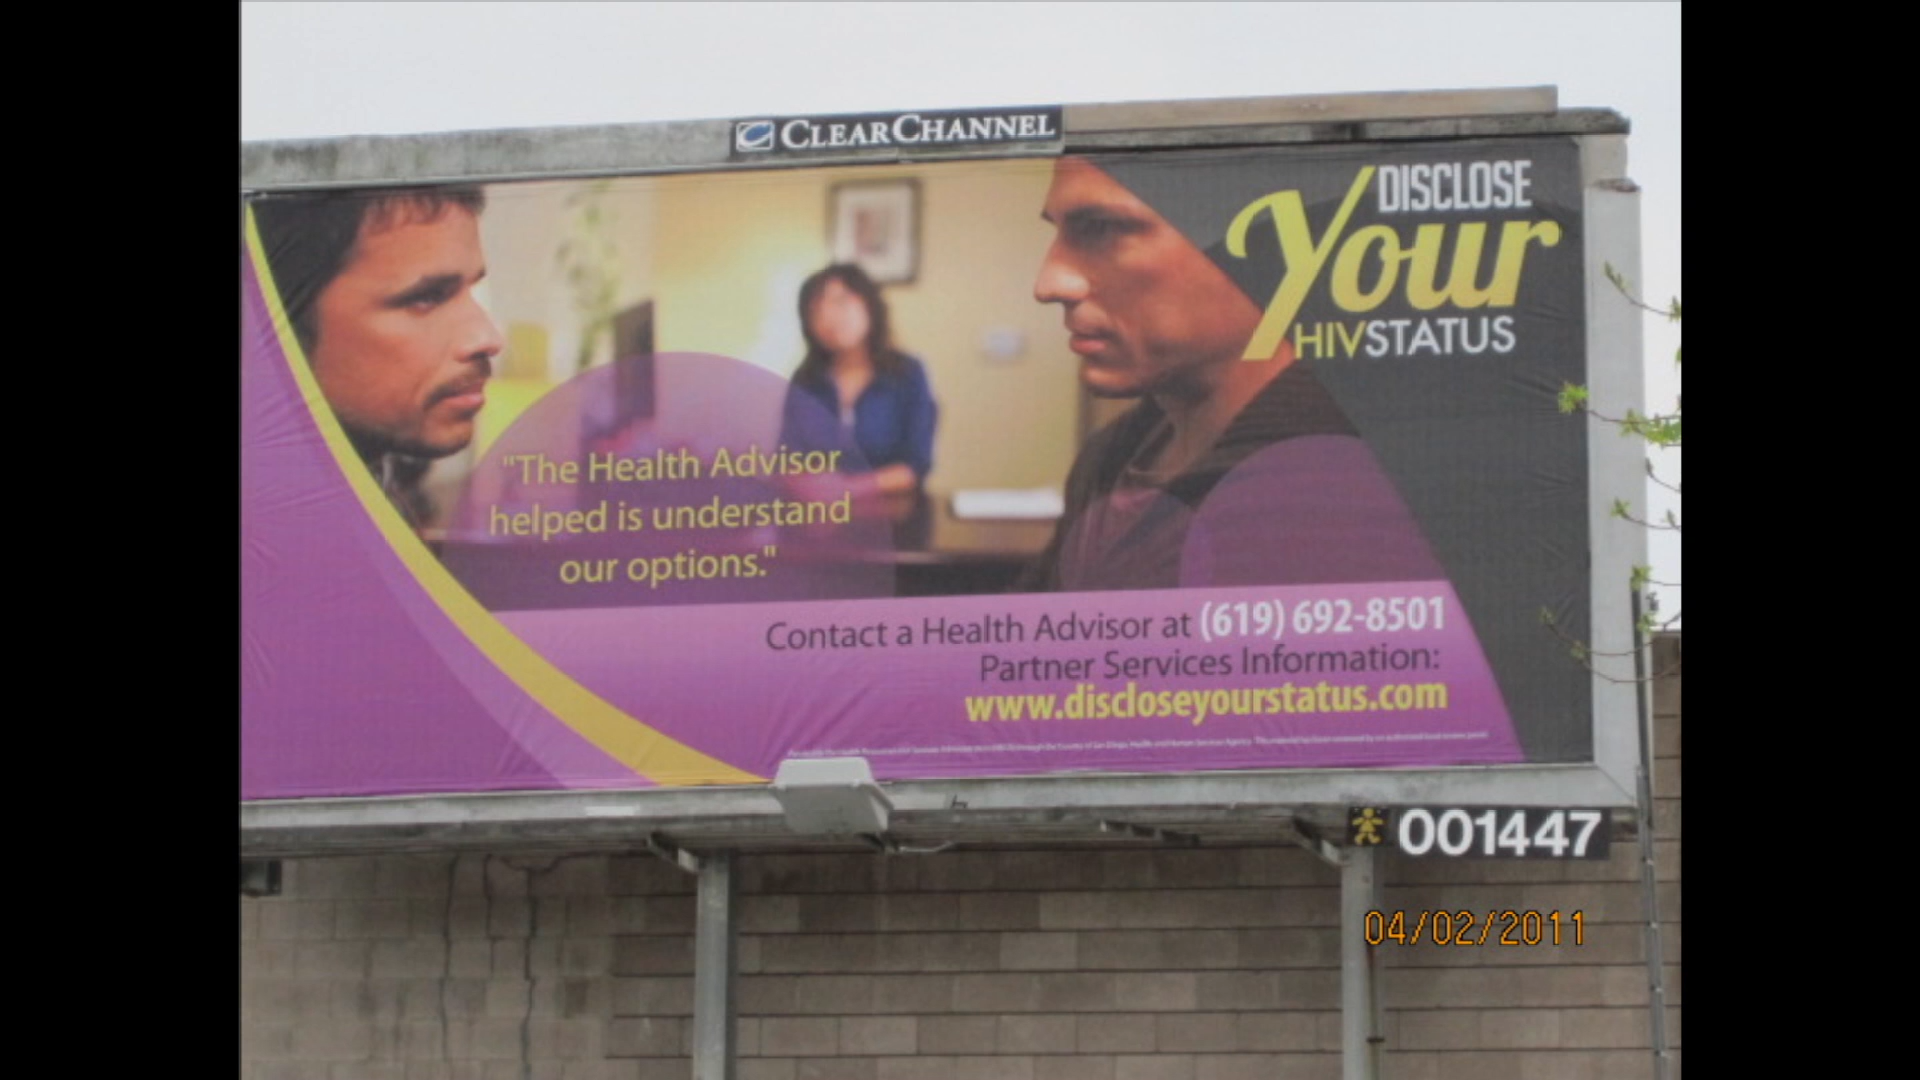 CLEARCHANNEL
DISCLOSE
Your
HIVSTATUS
"The Health Advisor
helped is understand
our options."
Contact a Health Advisor at (619) 692-8501
Partner Services Information:
www.discloseyourstatus.com
001447
04/02/2011